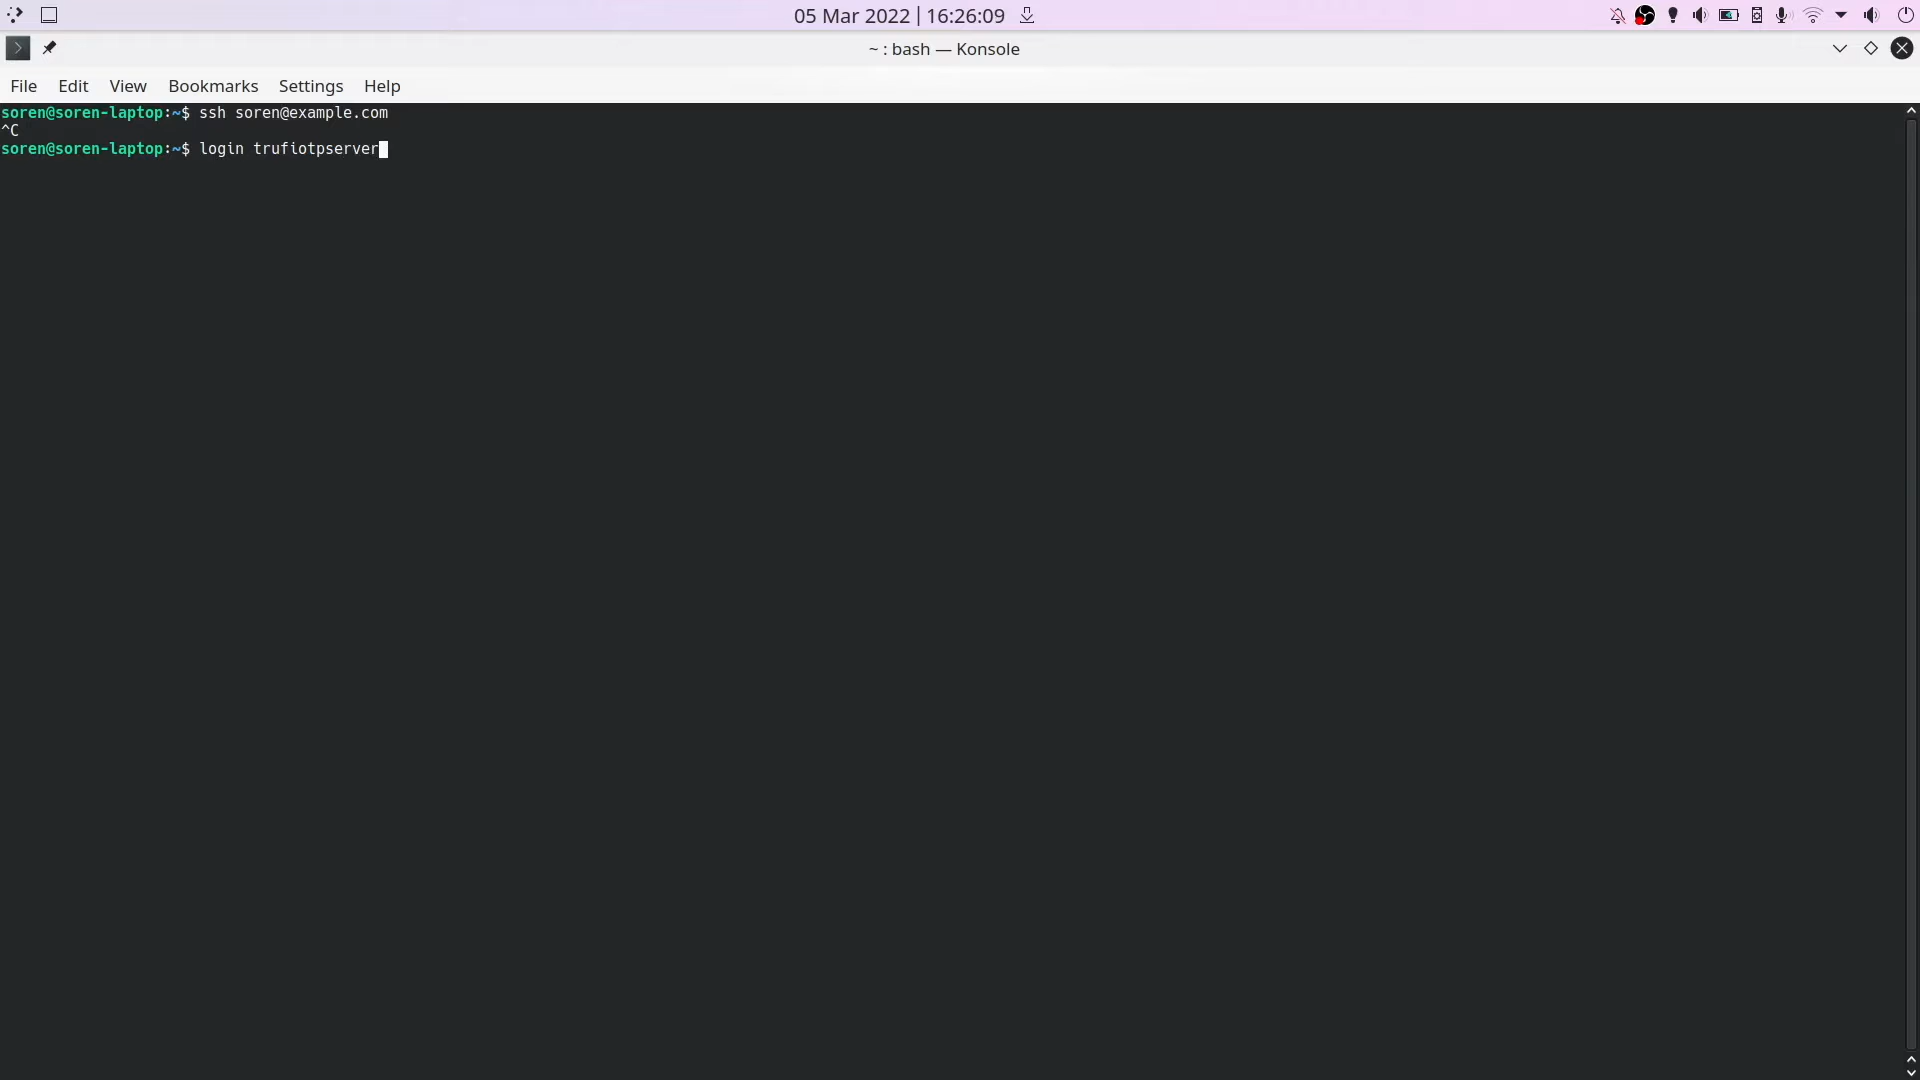 05 Mar 2022 | 16:26:09
~ : bash — Konsole
File Edit View Bookmarks Settings Help
soren@soren-laptop:~$ ssh soren@example.com
^C
soren@soren-laptop:~$ login trufiotpserver